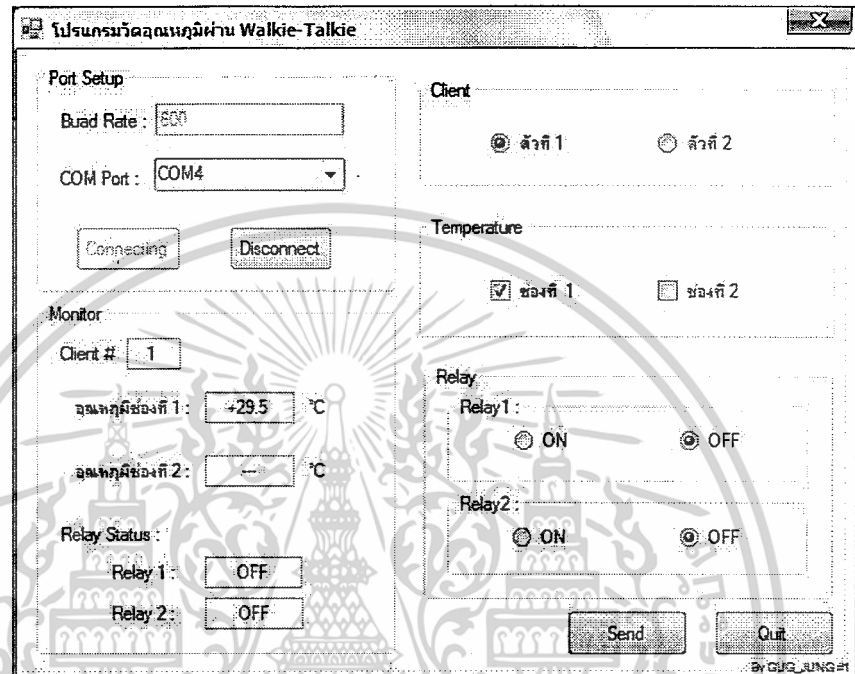 โปรแกรมวัดอุณหภูมิผ่าน Walkie-Talkie
Port Setup
Buad Rate : 600
COM Port : COM4
Connecting Disconnect
Monitor
Client # 1
อุณหภูมิช่องที่ 1 : +29.5 °C
อุณหภูมิช่องที่ 2 : --- °C
Relay Status :
Relay 1 : OFF
Relay 2 : OFF
Client
ตัวที่ 1 ตัวที่ 2
Temperature
ช่องที่ 1 ช่องที่ 2
Relay
Relay1 :
ON OFF
Relay2 :
ON OFF
Send Quit
By GUG_JUNG